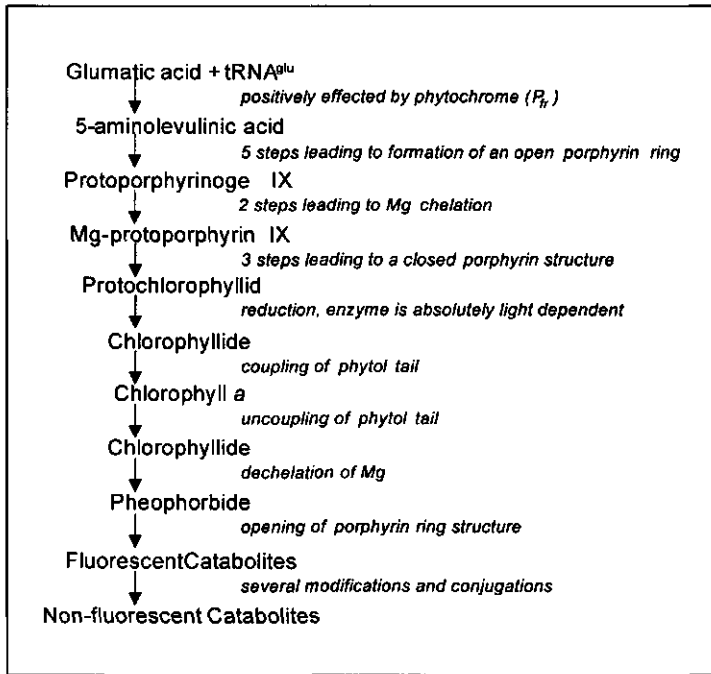 Glumatic acid + tRNAᵍˡᵘ
positively effected by phytochrome (Pfr)
5-aminolevulinic acid
5 steps leading to formation of an open porphyrin ring
Protoporphyrinoge IX
2 steps leading to Mg chelation
Mg-protoporphyrin IX
3 steps leading to a closed porphyrin structure
Protochlorophyllid
reduction, enzyme is absolutely light dependent
Chlorophyllide
coupling of phytol tail
Chlorophyll a
uncoupling of phytol tail
Chlorophyllide
dechelation of Mg
Pheophorbide
opening of porphyrin ring structure
FluorescentCatabolites
several modifications and conjugations
Non-fluorescent Catabolites